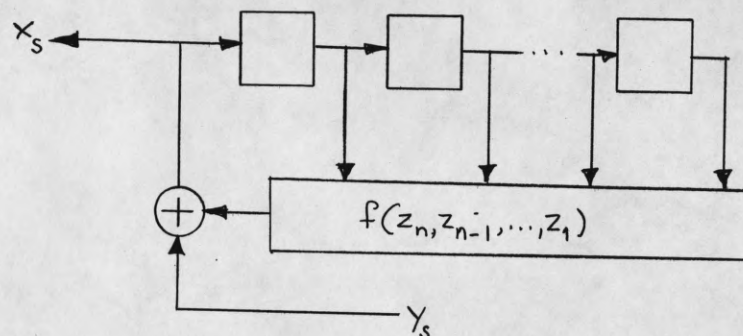 x_s
...
f(z_n, z_{n-1}, ..., z_1)
y_s